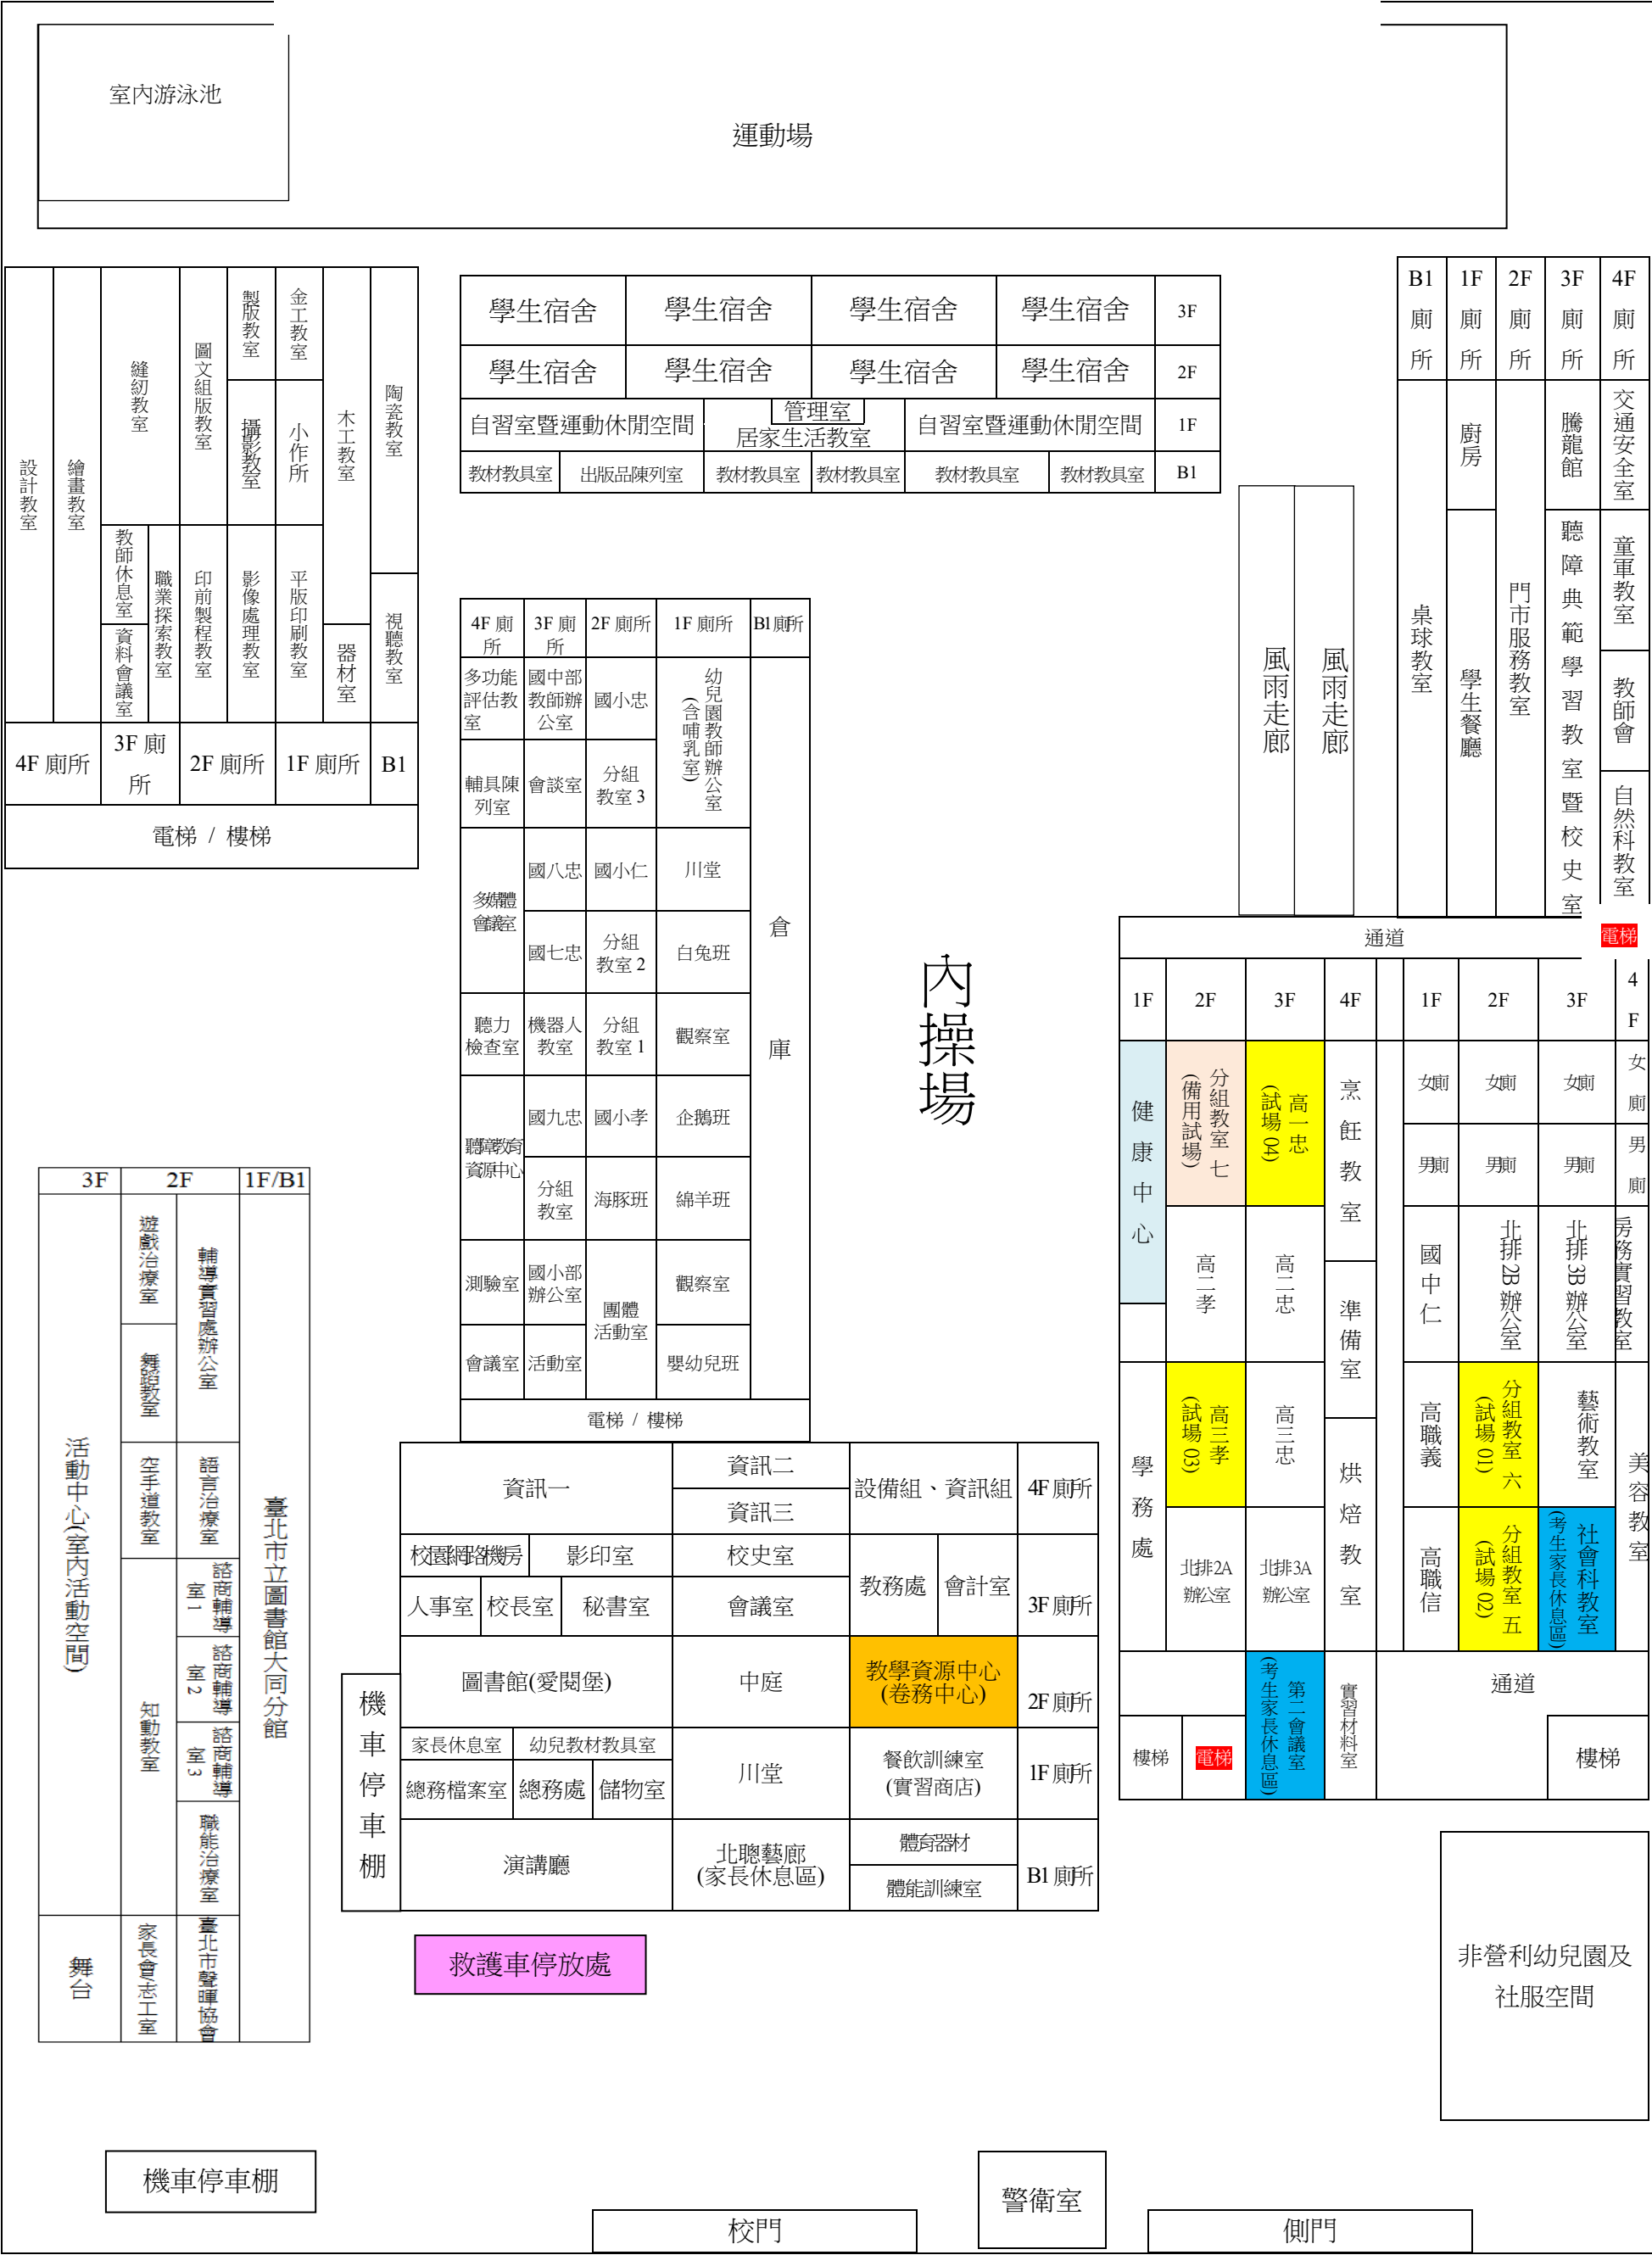 室內游泳池
運動場
設計教室
繪畫教室
縫紉教室
教師休息室
資料會議室
職業探索教室
圖文組版教室
印前製程教室
製版教室
攝影教室
影像處理教室
金工教室
小作所
平版印刷教室
木工教室
器材室
陶瓷教室
視聽教室
4F 廁所
3F 廁
所
2F 廁所
1F 廁所
B1
電梯 / 樓梯
學生宿舍
學生宿舍
學生宿舍
學生宿舍
3F
學生宿舍
學生宿舍
學生宿舍
學生宿舍
2F
自習室暨運動休閒空間
管理室
居家生活教室
自習室暨運動休閒空間
1F
教材教具室
出版品陳列室
教材教具室
教材教具室
教材教具室
教材教具室
B1
B1
廁
所
1F
廁
所
2F
廁
所
3F
廁
所
4F
廁
所
桌球教室
廚房
學生餐廳
門市服務教室
騰龍館
聽障典範學習教室暨校史室
交通安全室
童軍教室
教師會
自然科教室
風雨走廊
風雨走廊
4F 廁
所
3F 廁
所
2F 廁所
1F 廁所
B1廁所
多功能
評估教
室
國中部
教師辦
公室
國小忠
幼兒園教師辦公室
(含哺乳室)
輔具陳
列室
會談室
分組
教室 3
多媒體
會議室
國八忠
國小仁
川堂
國七忠
分組
教室 2
白兔班
聽力
檢查室
機器人
教室
分組
教室 1
觀察室
聽障教育
資源中心
國九忠
國小孝
企鵝班
分組
教室
海豚班
綿羊班
測驗室
國小部
辦公室
團體
活動室
觀察室
會議室
活動室
嬰幼兒班
倉
庫
電梯 / 樓梯
內操場
通道
電梯
1F
2F
3F
4F
1F
2F
3F
4
F
健康中心
分組教室 七
(備用試場)
高一忠
(試場 04)
烹飪教室
女廁
女廁
女廁
女
廁
男廁
男廁
男廁
男
廁
高二孝
高二忠
準備室
國中仁
北排2B辦公室
北排3B辦公室
房務實習教室
學務處
高三孝
(試場 03)
高三忠
烘焙教室
高職義
分組教室 六
(試場 01)
藝術教室
美容教室
北排2A
辦公室
北排3A
辦公室
高職信
分組教室 五
(試場 02)
社會科教室
(考生家長休息區)
第二會議室
(考生家長休息區)
實習材料室
通道
樓梯
電梯
樓梯
3F
2F
1F/B1
活動中心(室內活動空間)
舞台
遊戲治療室
舞蹈教室
空手道教室
知動教室
家長會志工室
輔導實習處辦公室
語言治療室
諮商輔導
室1
諮商輔導
室2
諮商輔導
室3
職能治療室
臺北市聲暉協會
臺北市立圖書館大同分館
資訊一
資訊二
資訊三
設備組、資訊組
4F 廁所
校園網路機房
影印室
校史室
教務處
會計室
3F 廁所
人事室
校長室
秘書室
會議室
圖書館(愛閱堡)
中庭
教學資源中心
(卷務中心)
2F 廁所
家長休息室
幼兒教材教具室
川堂
餐飲訓練室
(實習商店)
1F 廁所
總務檔案室
總務處
儲物室
演講廳
北聰藝廊
(家長休息區)
體育器材
體能訓練室
B1 廁所
機車停車棚
救護車停放處
非營利幼兒園及
社服空間
機車停車棚
警衛室
校門
側門